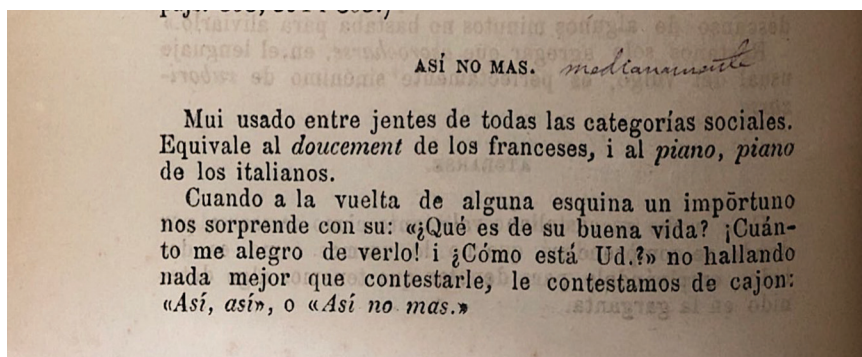 ASÍ NO MAS. medianamente
Mui usado entre jentes de todas las categorías sociales.
Equivale al doucement de los franceses, i al piano, piano
de los italianos.
Cuando a la vuelta de alguna esquina un impōrtuno
nos sorprende con su: «¿Qué es de su buena vida? ¡Cuán-
to me alegro de verlo! i ¿Cómo está Ud.?» no hallando
nada mejor que contestarle, le contestamos de cajon:
«Así, así», o «Así no mas.»